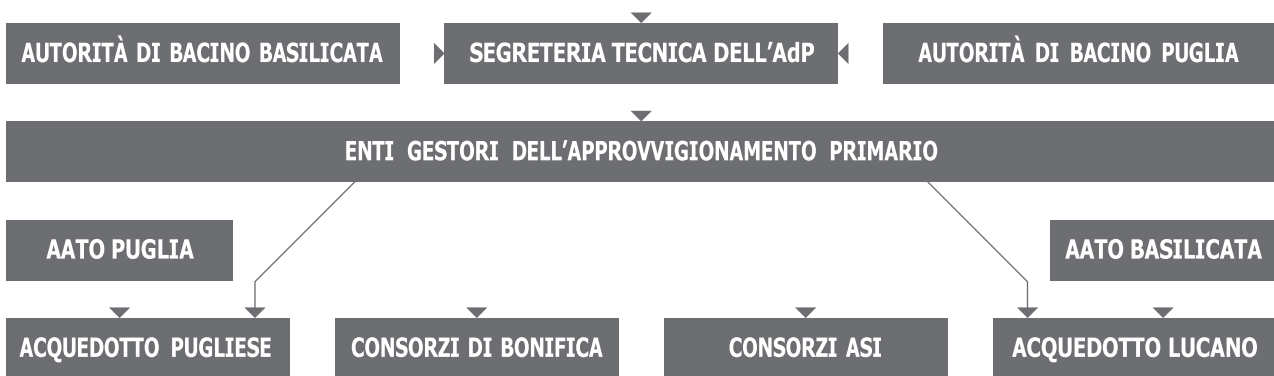 AUTORITÀ DI BACINO BASILICATA
SEGRETERIA TECNICA DELL'AdP
AUTORITÀ DI BACINO PUGLIA
ENTI GESTORI DELL'APPROVVIGIONAMENTO PRIMARIO
AATO PUGLIA
AATO BASILICATA
ACQUEDOTTO PUGLIESE
CONSORZI DI BONIFICA
CONSORZI ASI
ACQUEDOTTO LUCANO